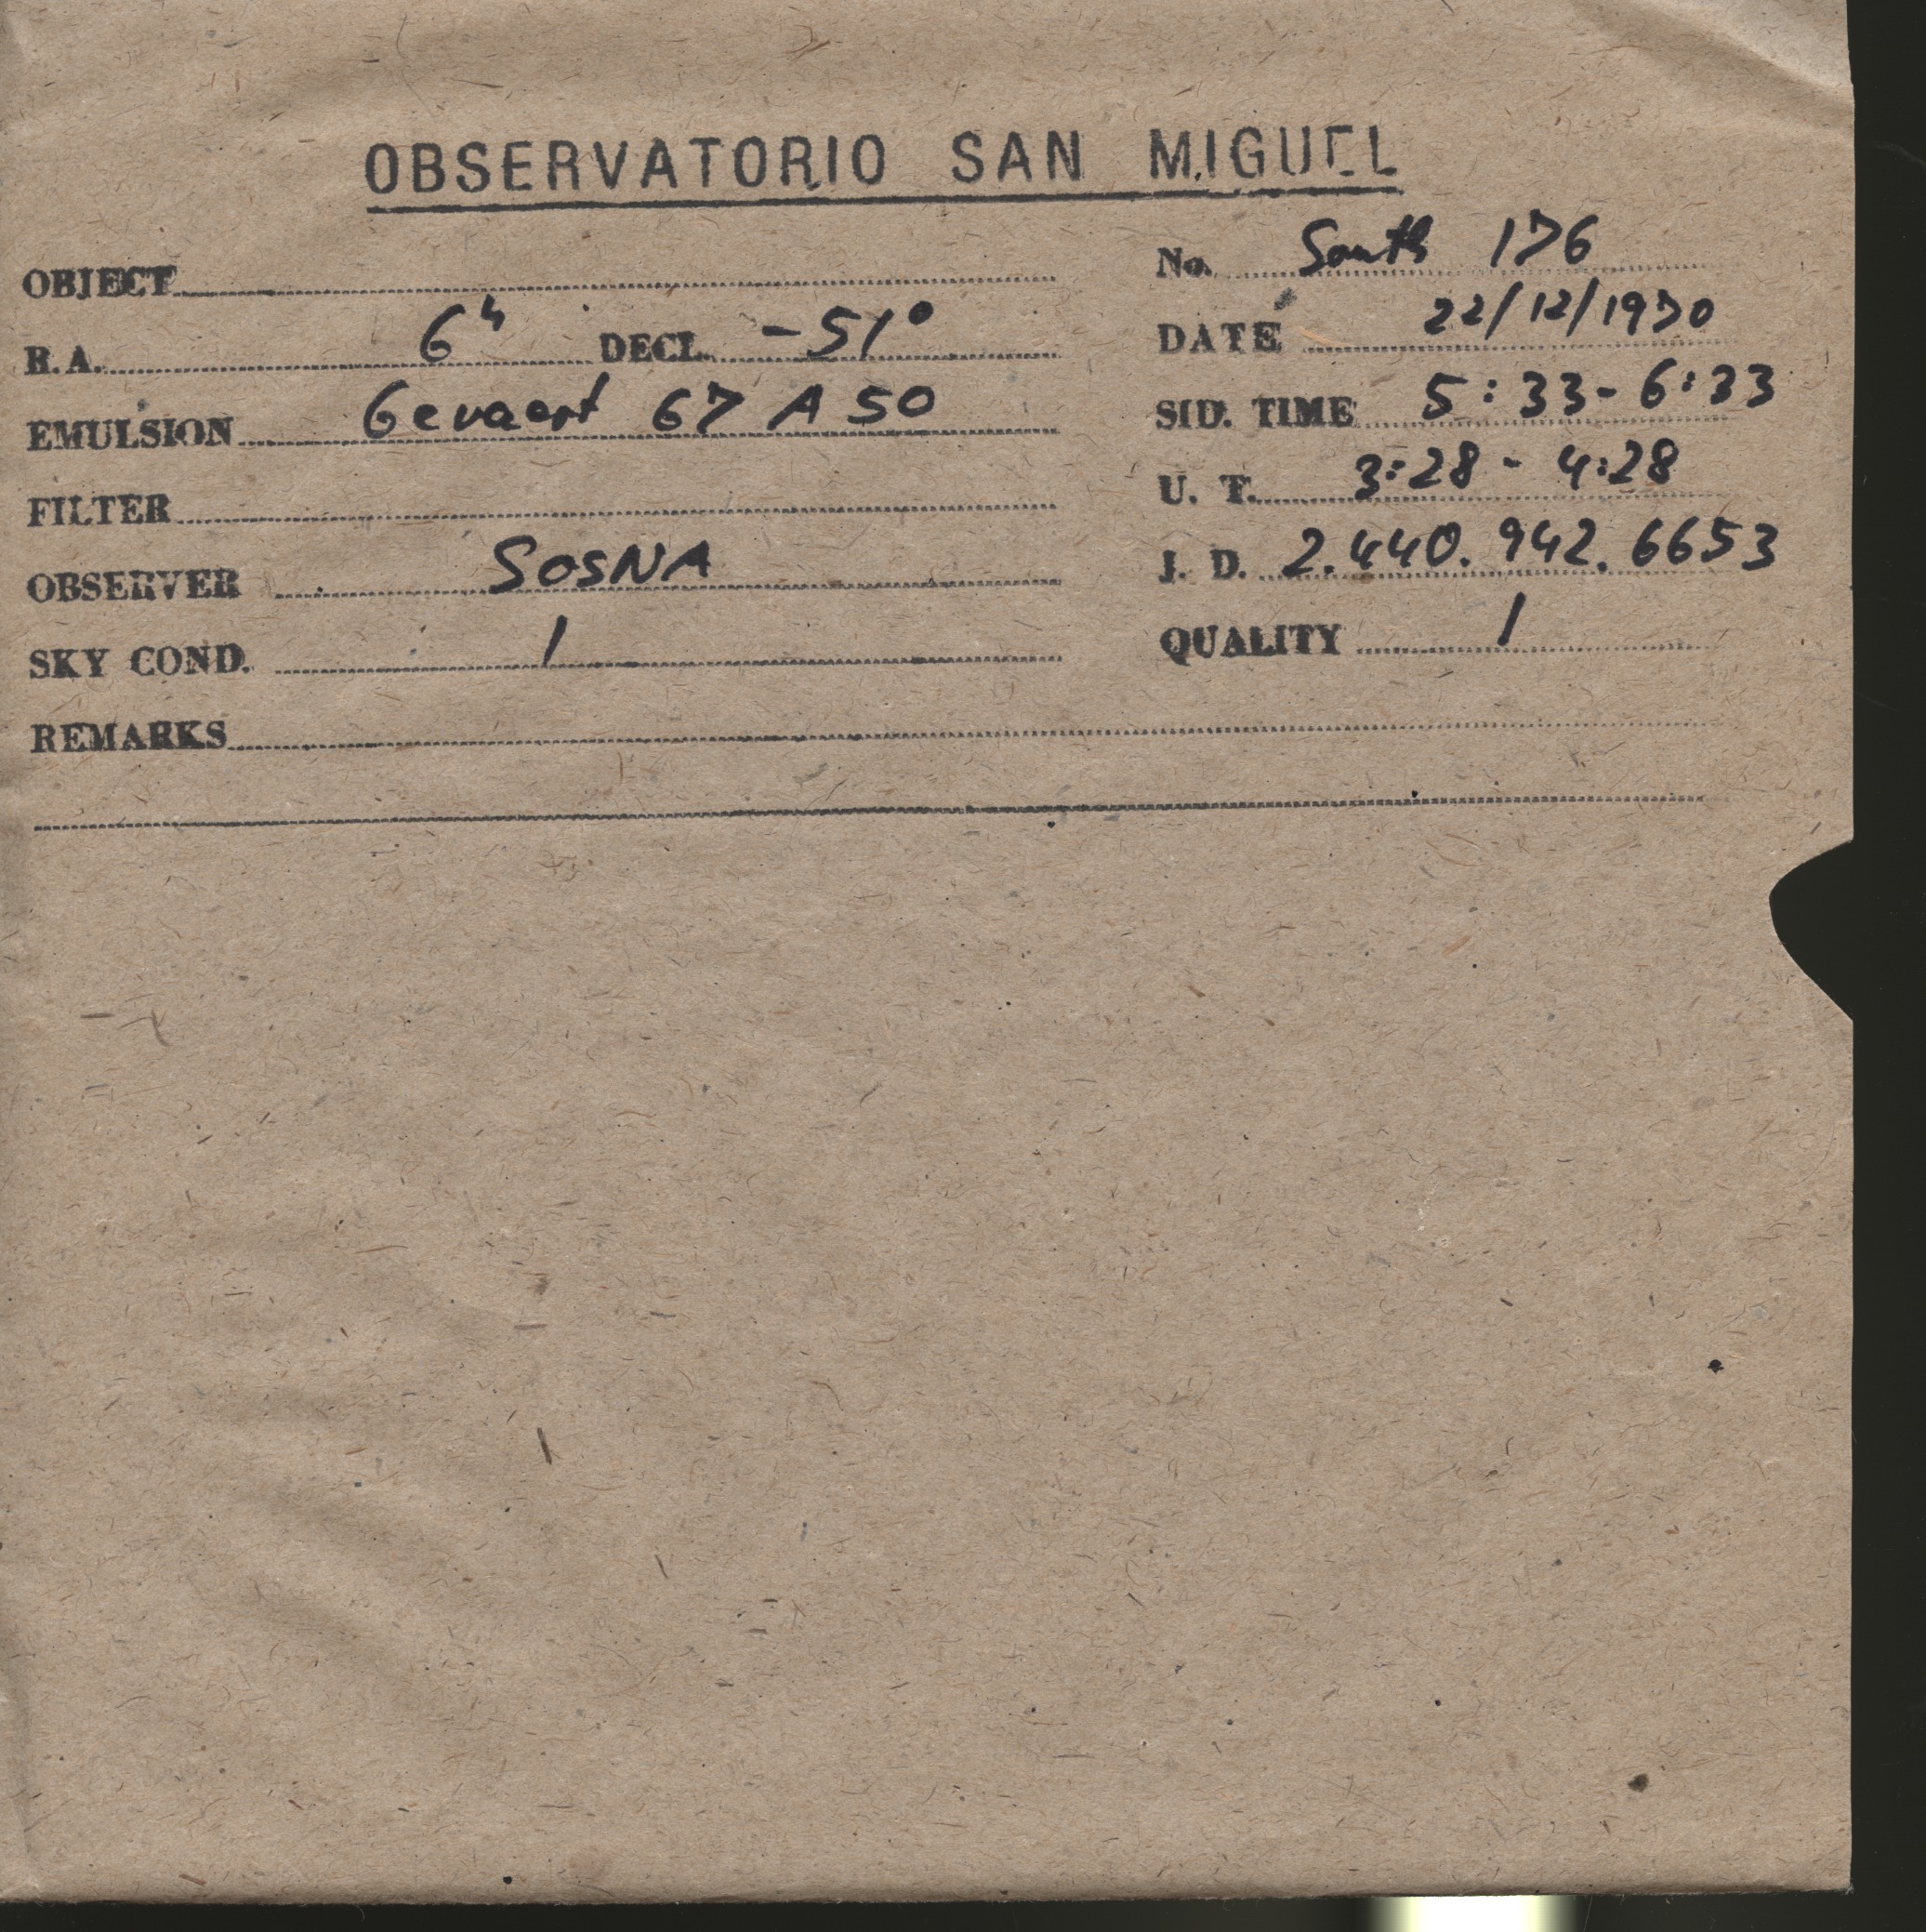 OBSERVATORIO SAN MIGUEL
OBJECT
No. South 176
R.A. 6h DECL. -51°
DATE 22/12/1970
EMULSION Gevaert 67 A 50
SID. TIME 5:33-6:33
FILTER
U. T. 3:28 - 4:28
OBSERVER SOSNA
J. D. 2.440.942.6653
SKY COND. 1
QUALITY 1
REMARKS